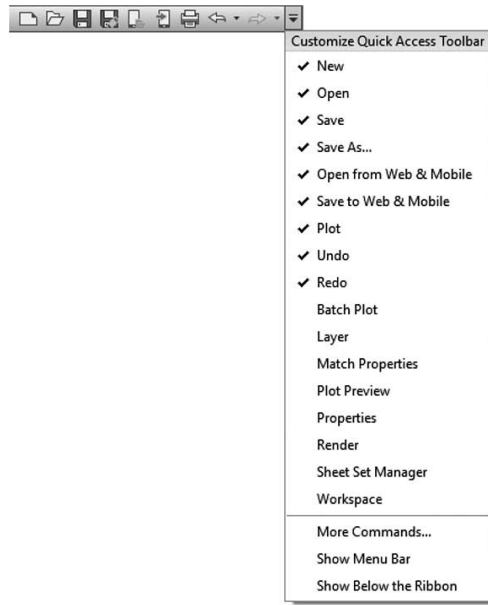 Customize Quick Access Toolbar
New
Open
Save
Save As...
Open from Web & Mobile
Save to Web & Mobile
Plot
Undo
Redo
Batch Plot
Layer
Match Properties
Plot Preview
Properties
Render
Sheet Set Manager
Workspace
More Commands...
Show Menu Bar
Show Below the Ribbon